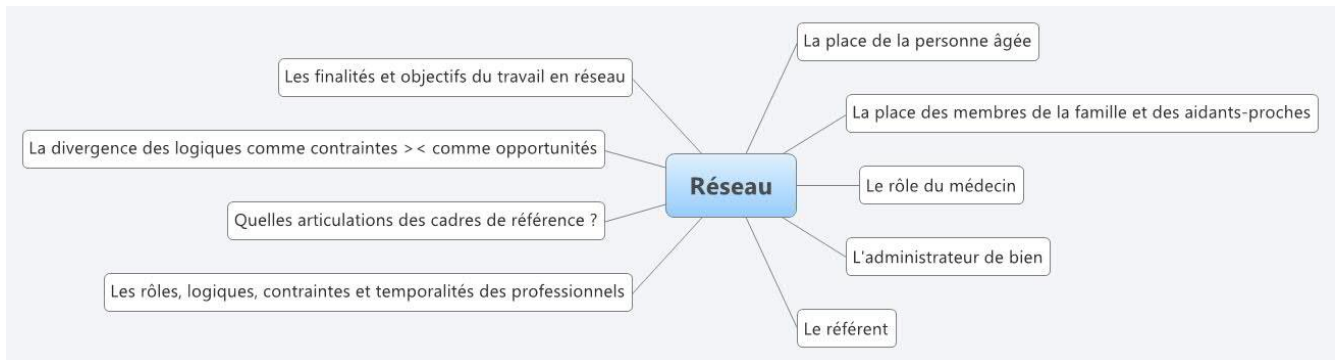 La place de la personne âgée
Les finalités et objectifs du travail en réseau
La place des membres de la famille et des aidants-proches
La divergence des logiques comme contraintes >< comme opportunités
Réseau
Le rôle du médecin
Quelles articulations des cadres de référence ?
L'administrateur de bien
Les rôles, logiques, contraintes et temporalités des professionnels
Le référent